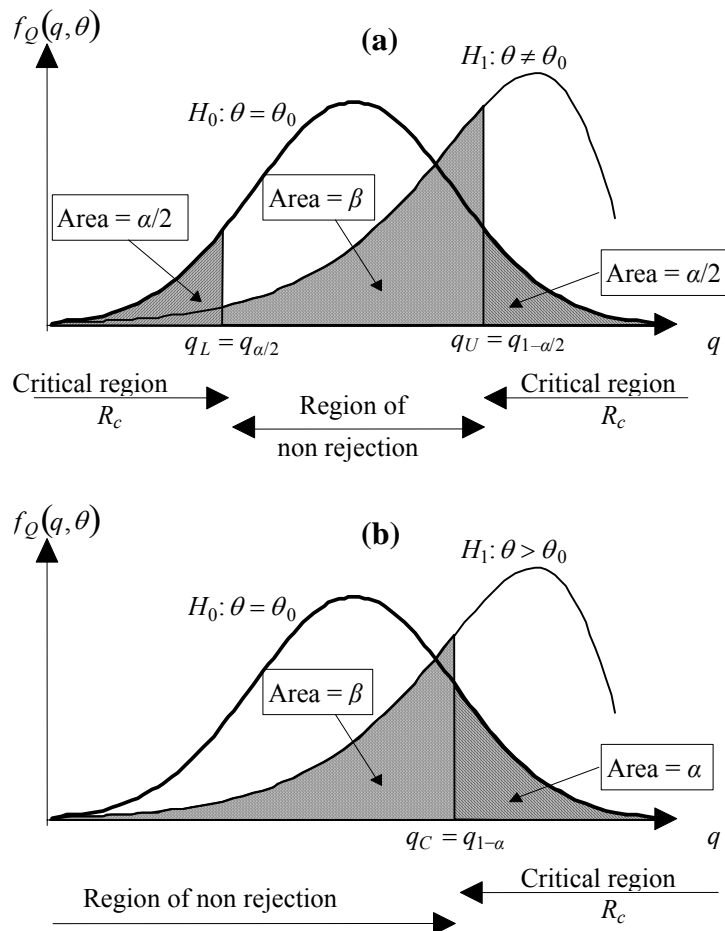 f_Q(q, θ)
(a)
H₁: θ ≠ θ₀
H₀: θ = θ₀
Area = α/2
Area = β
Area = α/2
q_L = q_{α/2}
q_U = q_{1−α/2}
q
Critical region
R_c
Region of
non rejection
Critical region
R_c
f_Q(q, θ)
(b)
H₁: θ > θ₀
H₀: θ = θ₀
Area = β
Area = α
q_C = q_{1−α}
q
Region of non rejection
Critical region
R_c